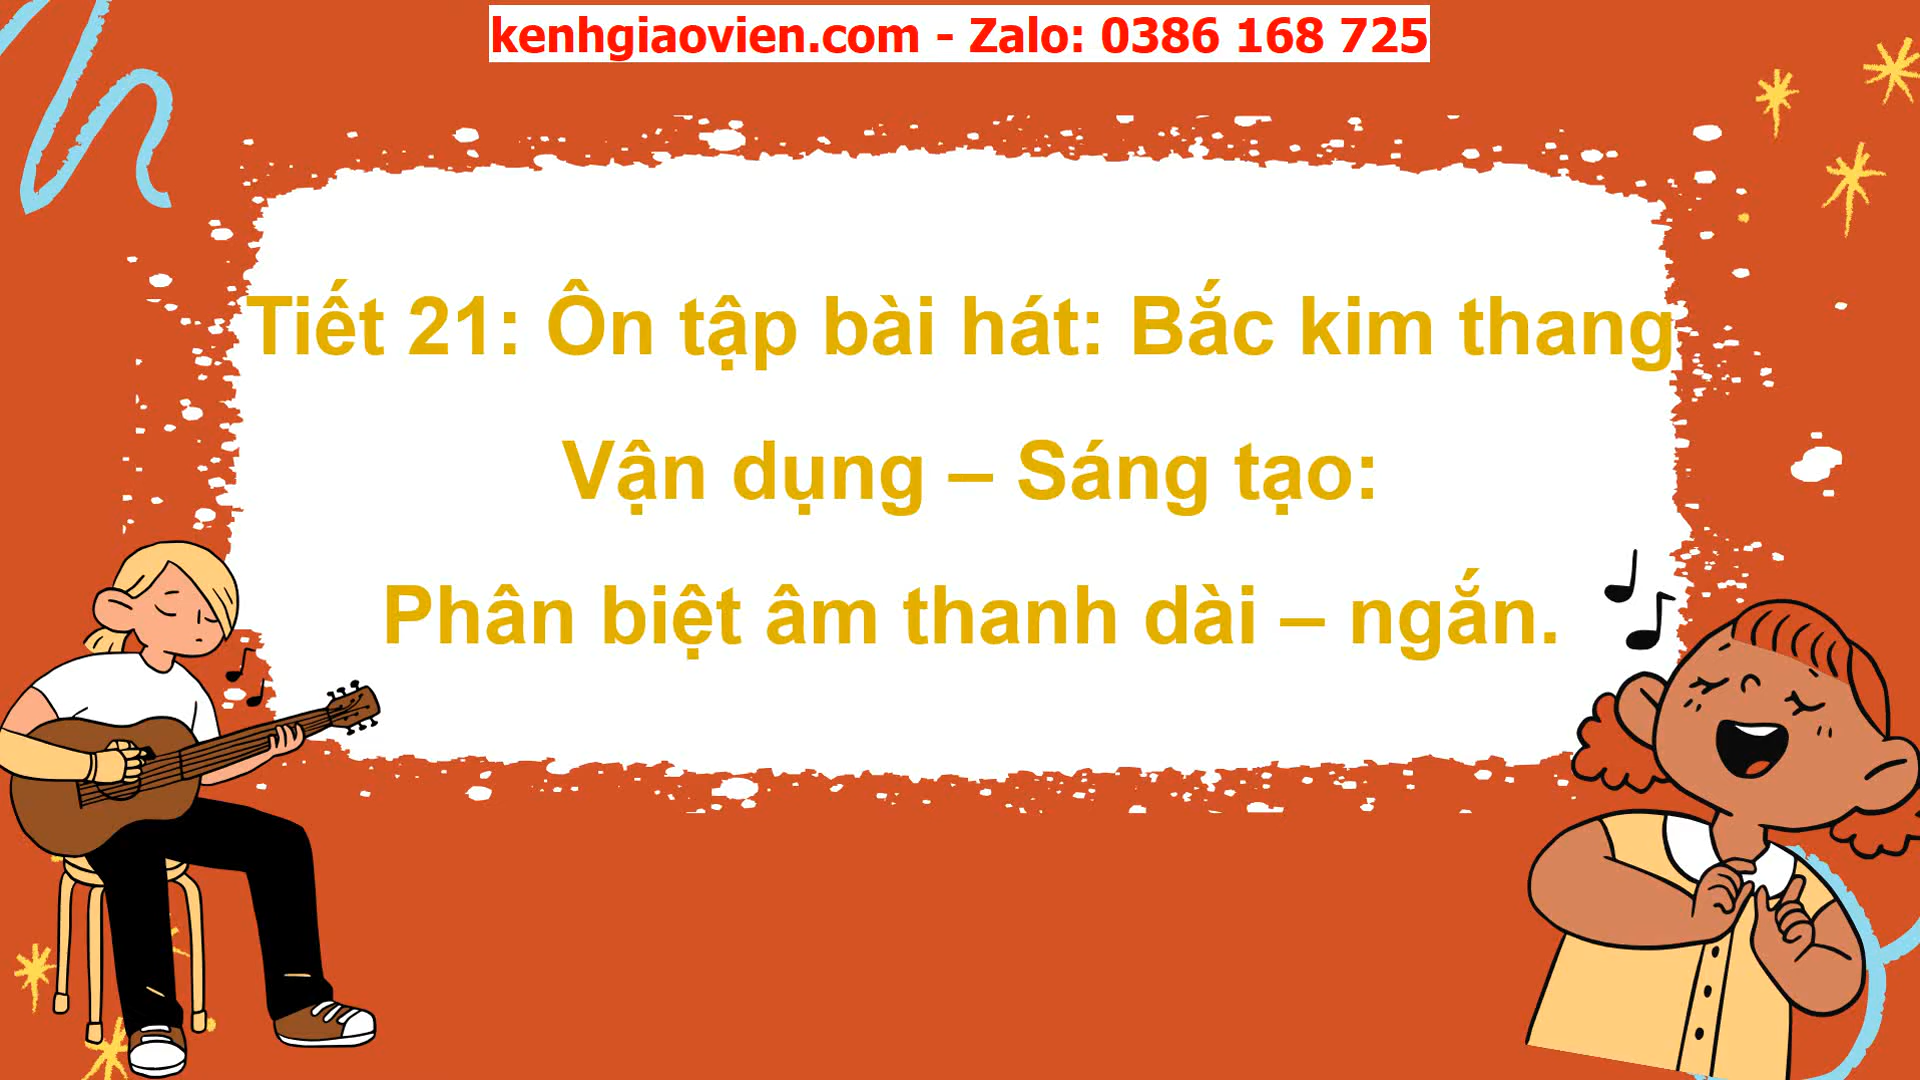 kenhgiaovien.com - Zalo: 0386 168 725
Tiết 21: Ôn tập bài hát: Bắc kim thang
Vận dụng – Sáng tạo:
Phân biệt âm thanh dài – ngắn.